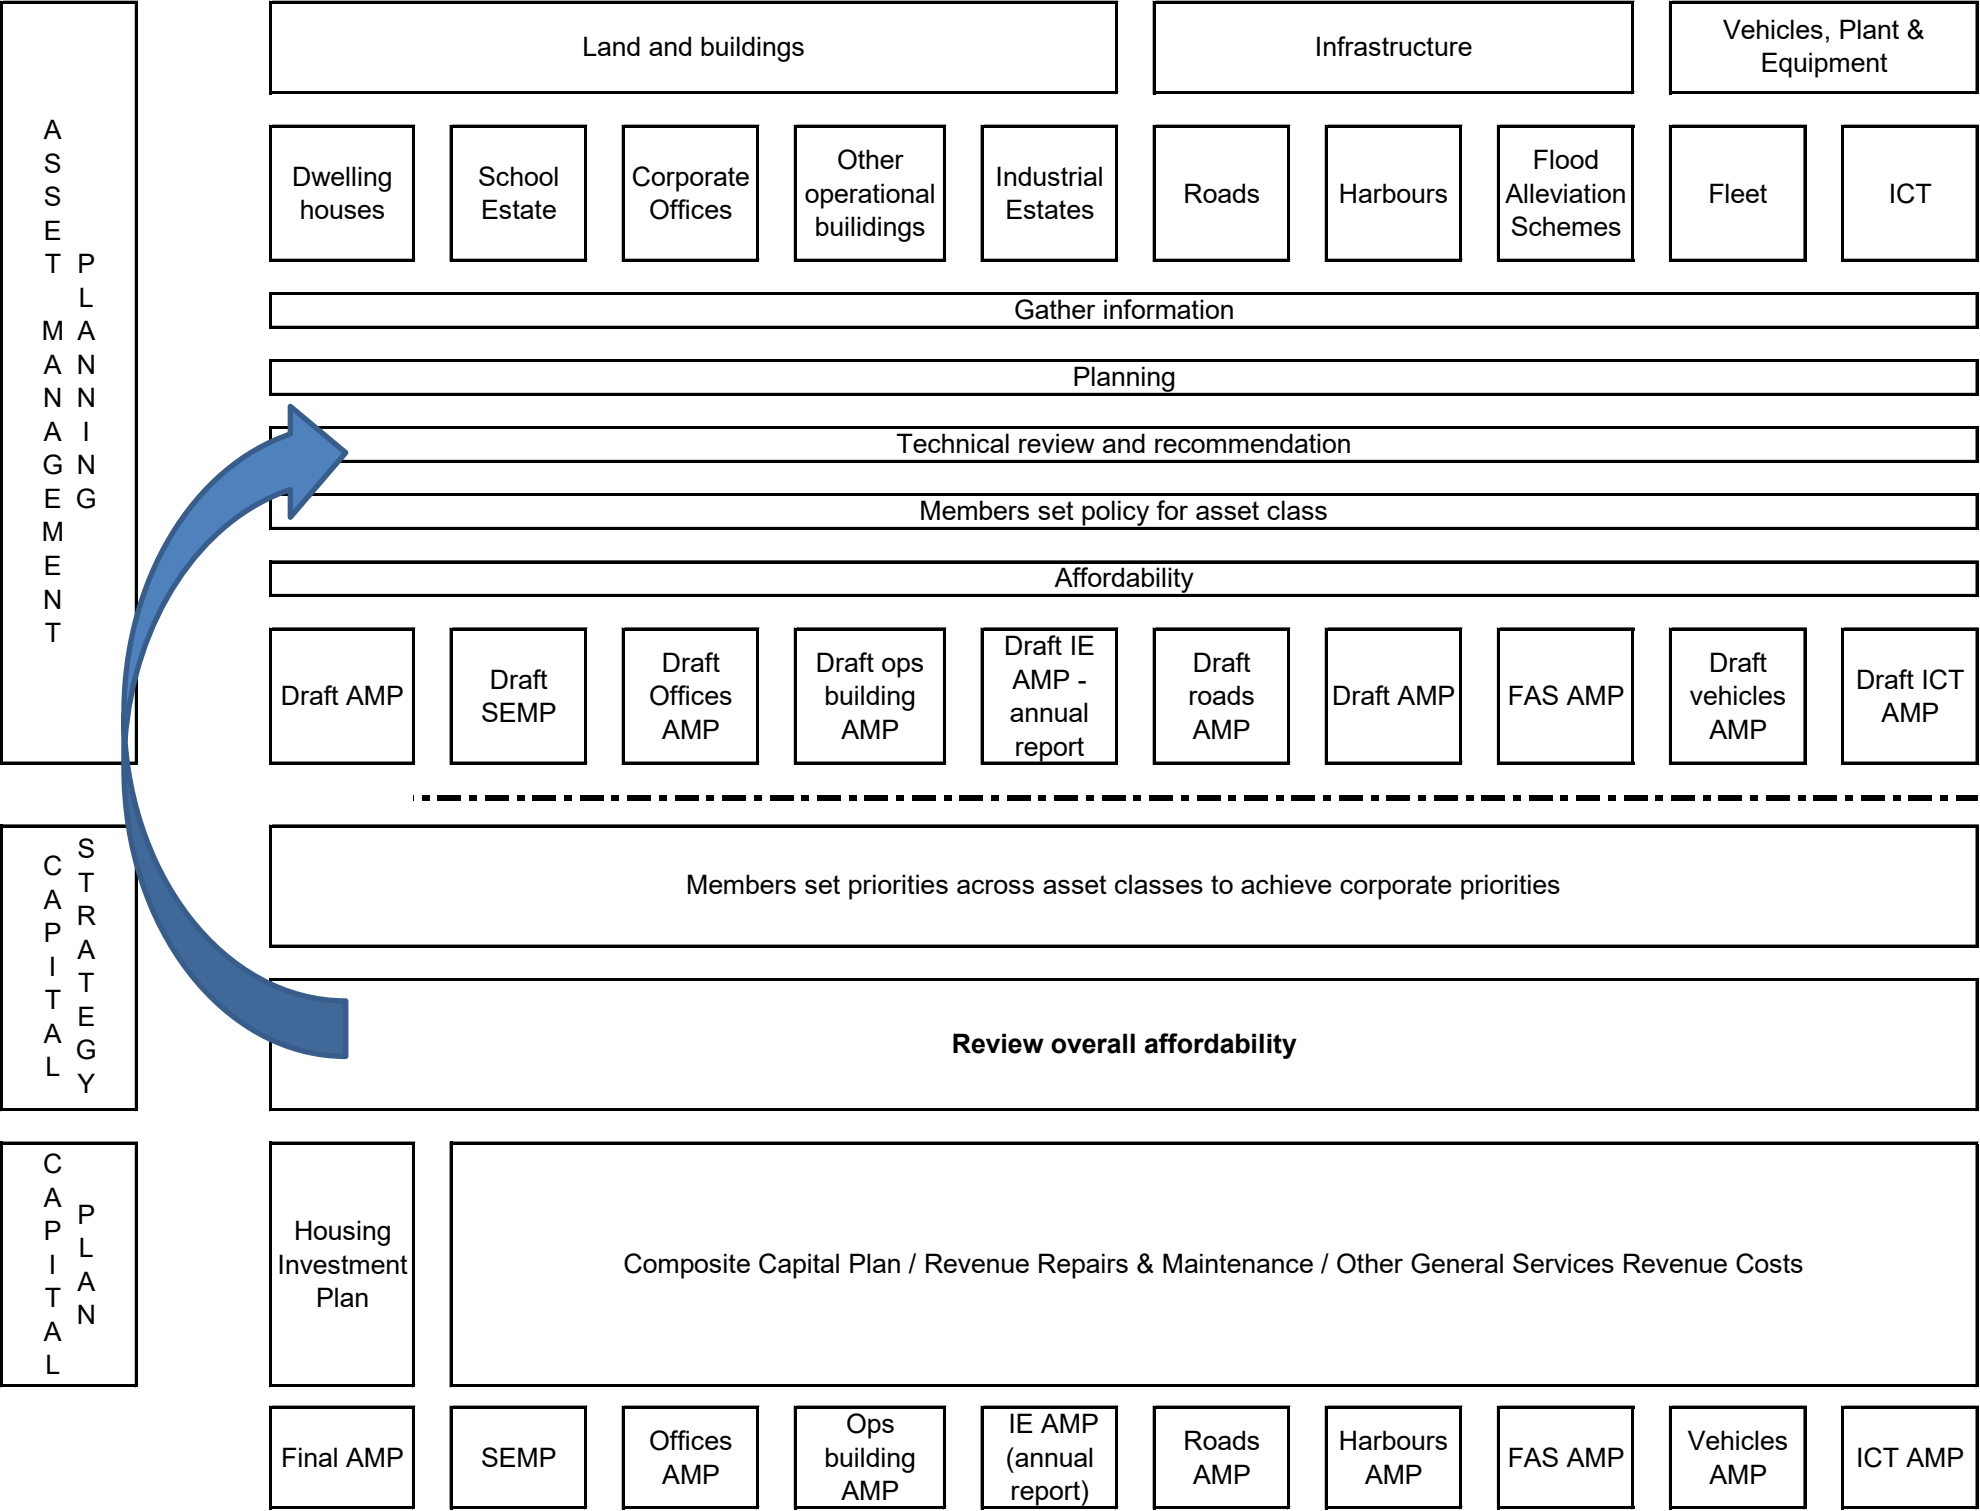 ASSET MANAGEMENT
PLANNING
Land and buildings
Infrastructure
Vehicles, Plant &
Equipment
Dwelling
houses
School
Estate
Corporate
Offices
Other
operational
builidings
Industrial
Estates
Roads
Harbours
Flood
Alleviation
Schemes
Fleet
ICT
Gather information
Planning
Technical review and recommendation
Members set policy for asset class
Affordability
Draft AMP
Draft
SEMP
Draft
Offices
AMP
Draft ops
building
AMP
Draft IE
AMP -
annual
report
Draft
roads
AMP
Draft AMP
FAS AMP
Draft
vehicles
AMP
Draft ICT
AMP
CAPITAL
STRATEGY
Members set priorities across asset classes to achieve corporate priorities
Review overall affordability
CAPITAL
PLAN
Housing
Investment
Plan
Composite Capital Plan / Revenue Repairs & Maintenance / Other General Services Revenue Costs
Final AMP
SEMP
Offices
AMP
Ops
building
AMP
IE AMP
(annual
report)
Roads
AMP
Harbours
AMP
FAS AMP
Vehicles
AMP
ICT AMP